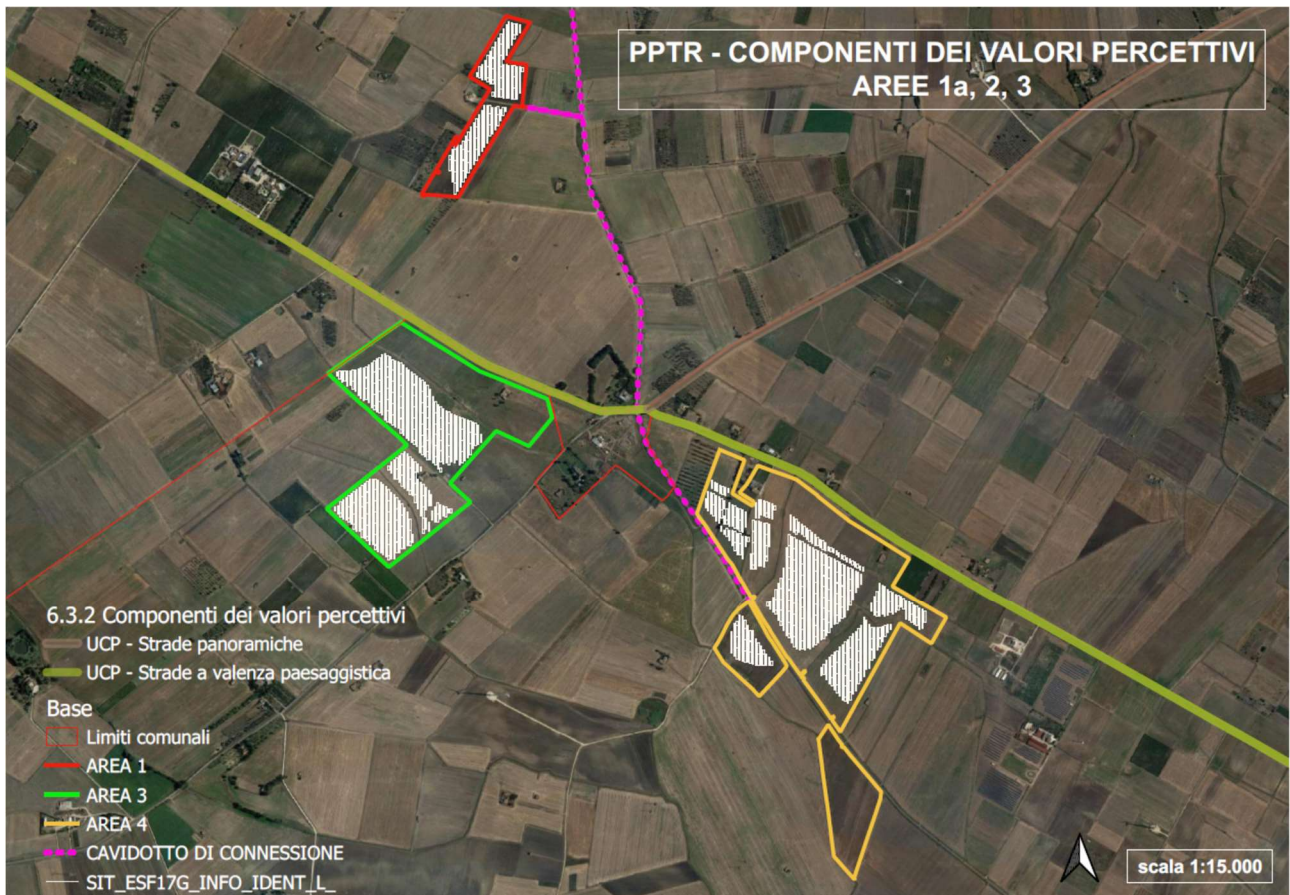 PPTR - COMPONENTI DEI VALORI PERCETTIVI
AREE 1a, 2, 3
6.3.2 Componenti dei valori percettivi
UCP - Strade panoramiche
UCP - Strade a valenza paesaggistica
Base
Limiti comunali
AREA 1
AREA 3
AREA 4
CAVIDOTTO DI CONNESSIONE
SIT_ESF17G_INFO_IDENT_L_
scala 1:15.000